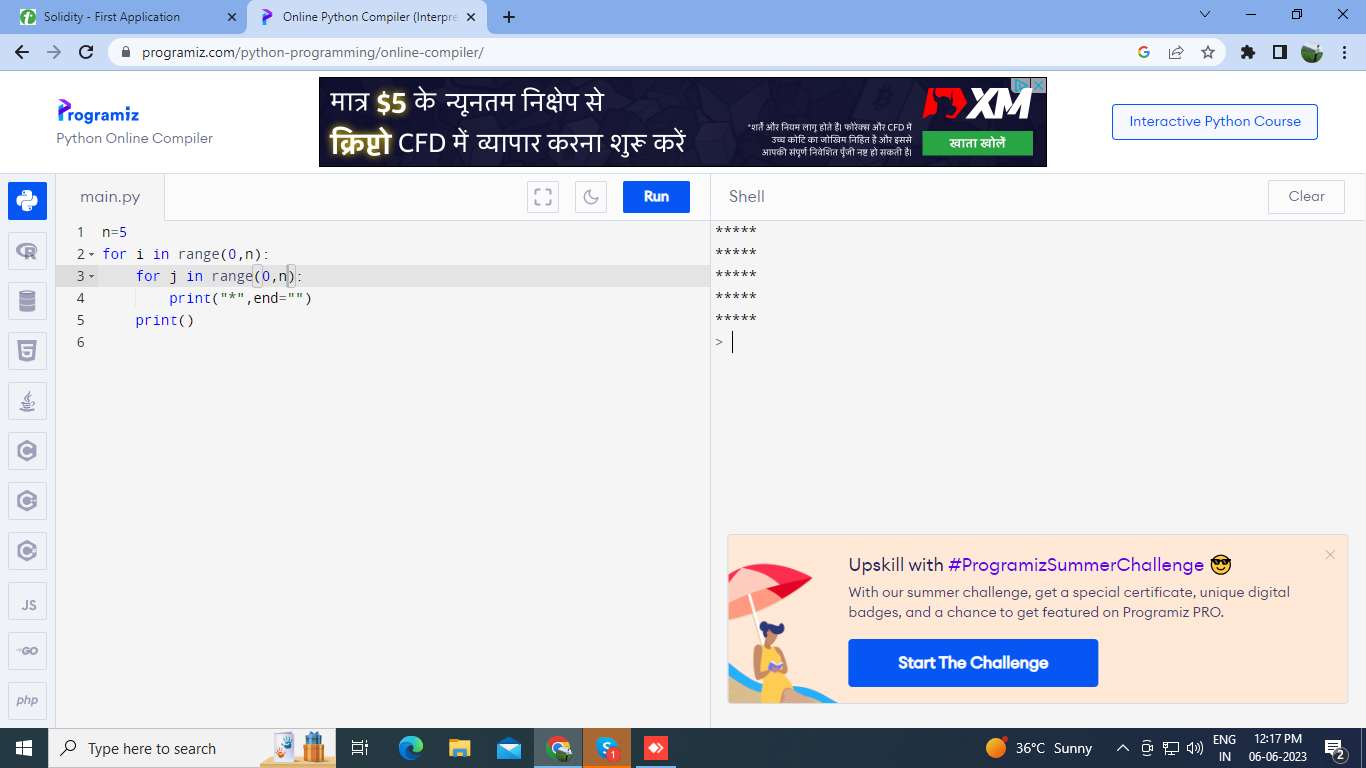 Solidity - First Application
Online Python Compiler (Interpre
programiz.com/python-programming/online-compiler/
Programiz
Python Online Compiler
मात्र $5 के न्यूनतम निक्षेप से
क्रिप्टो CFD में व्यापार करना शुरू करें
*शर्तें और नियम लागू होते है। फोरेक्स और CFD में
उच्च कोटि का जोखिम निहित है और इससे
आपकी संपूर्ण निवेशित पूँजी नष्ट हो सकती है।
XM
खाता खोलें
Interactive Python Course
main.py
Run
Shell
Clear
1 n=5
2 for i in range(0,n):
3 for j in range(0,n):
4 print("*",end="")
5 print()
6
*****
*****
*****
*****
*****
>
R
5
C
C
C
JS
GO
php
Upskill with #ProgramizSummerChallenge 😎
With our summer challenge, get a special certificate, unique digital
badges, and a chance to get featured on Programiz PRO.
Start The Challenge
Type here to search
1
36°C Sunny
ENG
IN
12:17 PM
06-06-2023
2